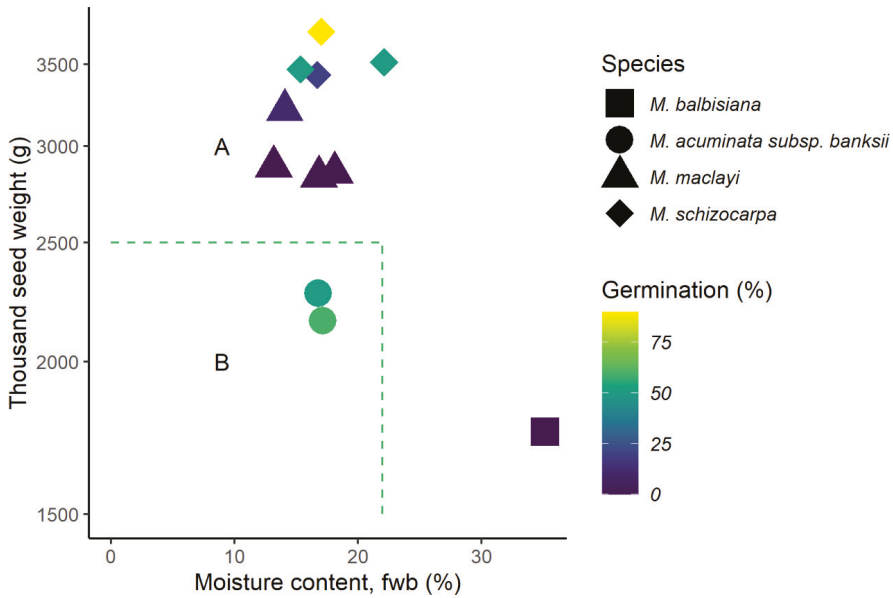 Thousand seed weight (g)
3500
3000
2500
2000
1500
A
B
0
10
20
30
Moisture content, fwb (%)
Species
M. balbisiana
M. acuminata subsp. banksii
M. maclayi
M. schizocarpa
Germination (%)
75
50
25
0